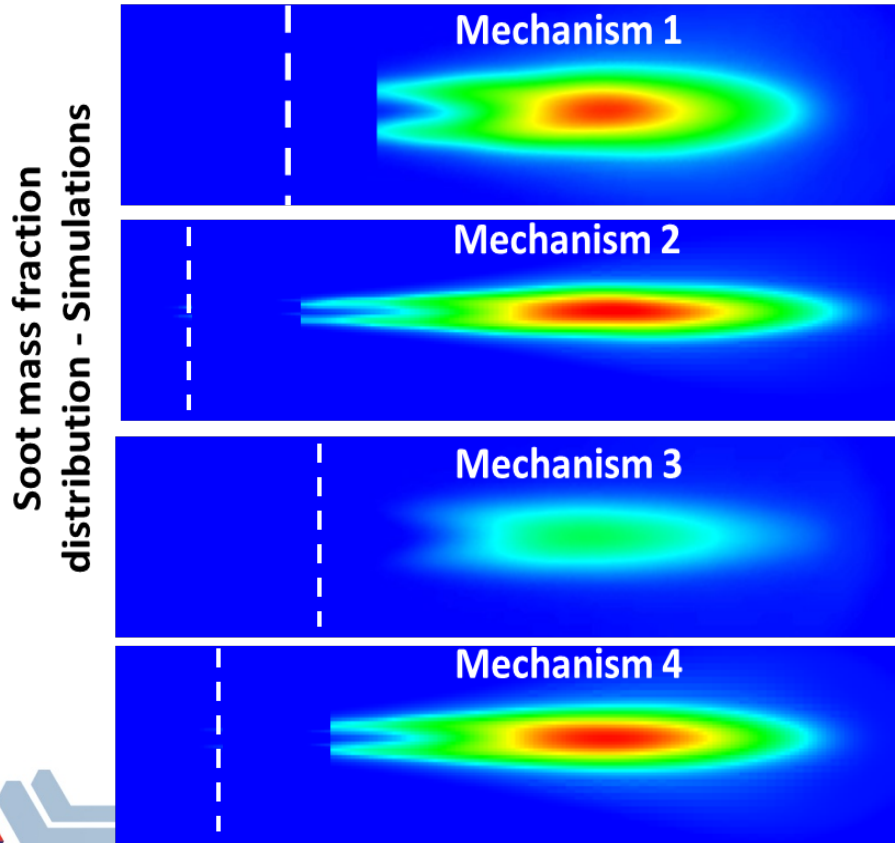 Soot mass fraction
distribution - Simulations
Mechanism 1
Mechanism 2
Mechanism 3
Mechanism 4